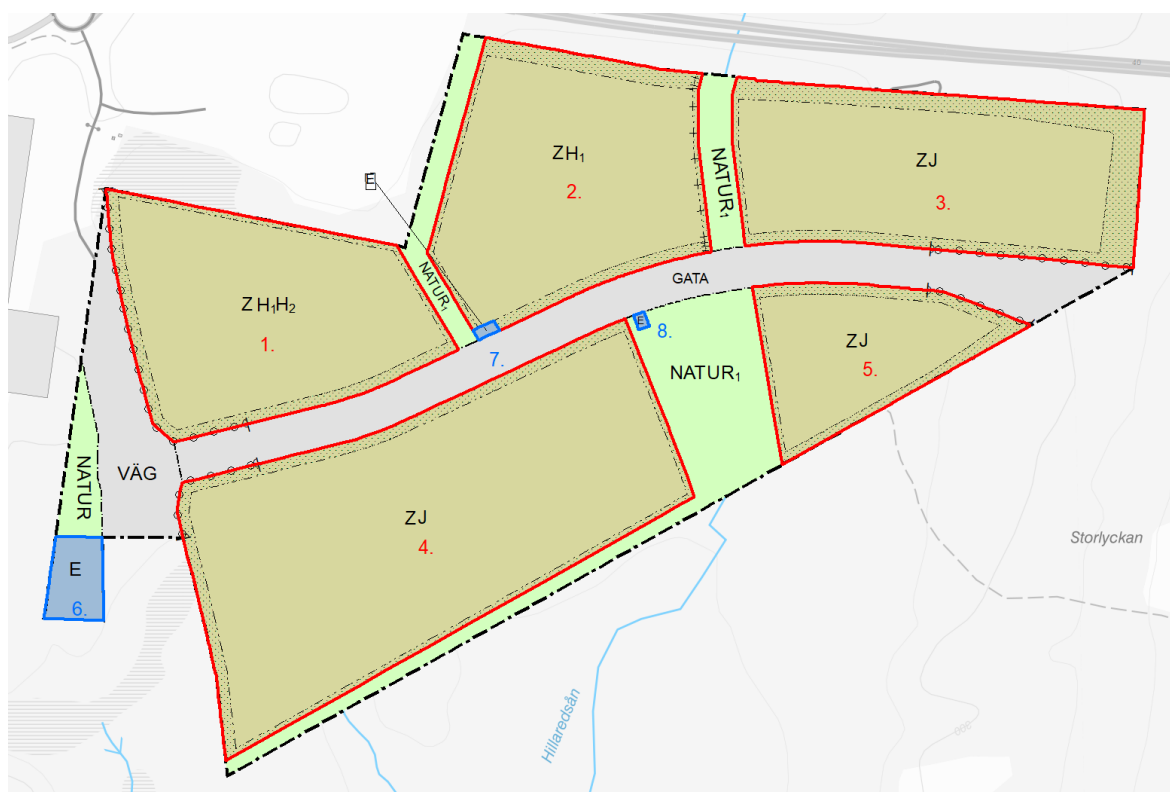 40
ZH₁
2.
NATUR₁
ZJ
3.
E
NATUR₁
GATA
Z H₁H₂
1.
E
8.
7.
ZJ
5.
NATUR₁
NATUR
VÄG
ZJ
4.
E
6.
Storlyckan
Hillaredsån